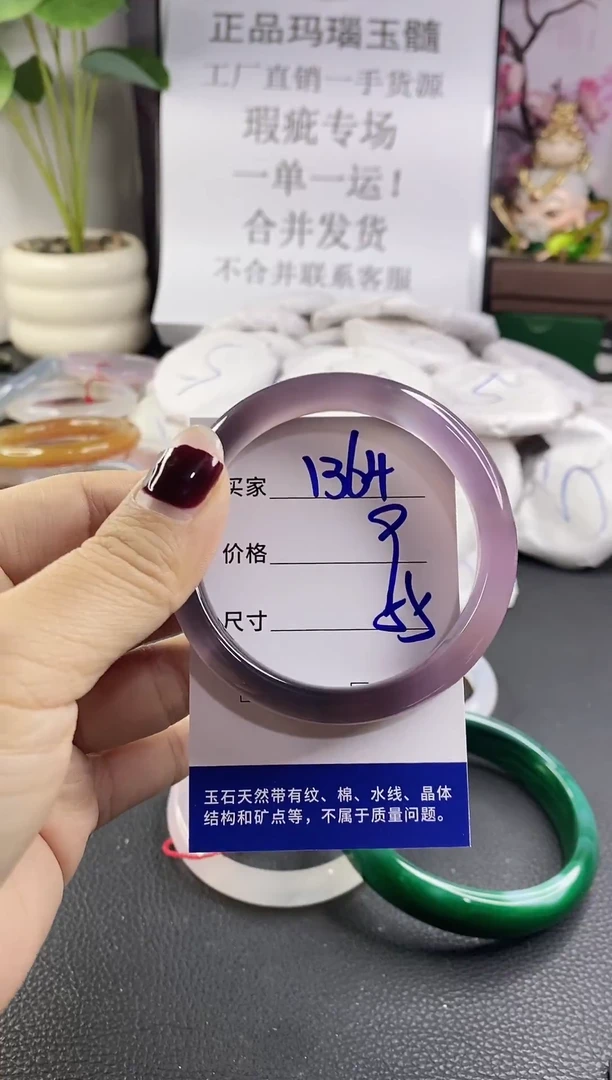 正品玛瑙玉髓
工厂直销一手货源
瑕疵专场
一单一运！
合并发货
不合并联系客服
买家 1364
价格
尺寸
玉石天然带有纹、棉、水线、晶体
结构和矿点等，不属于质量问题。